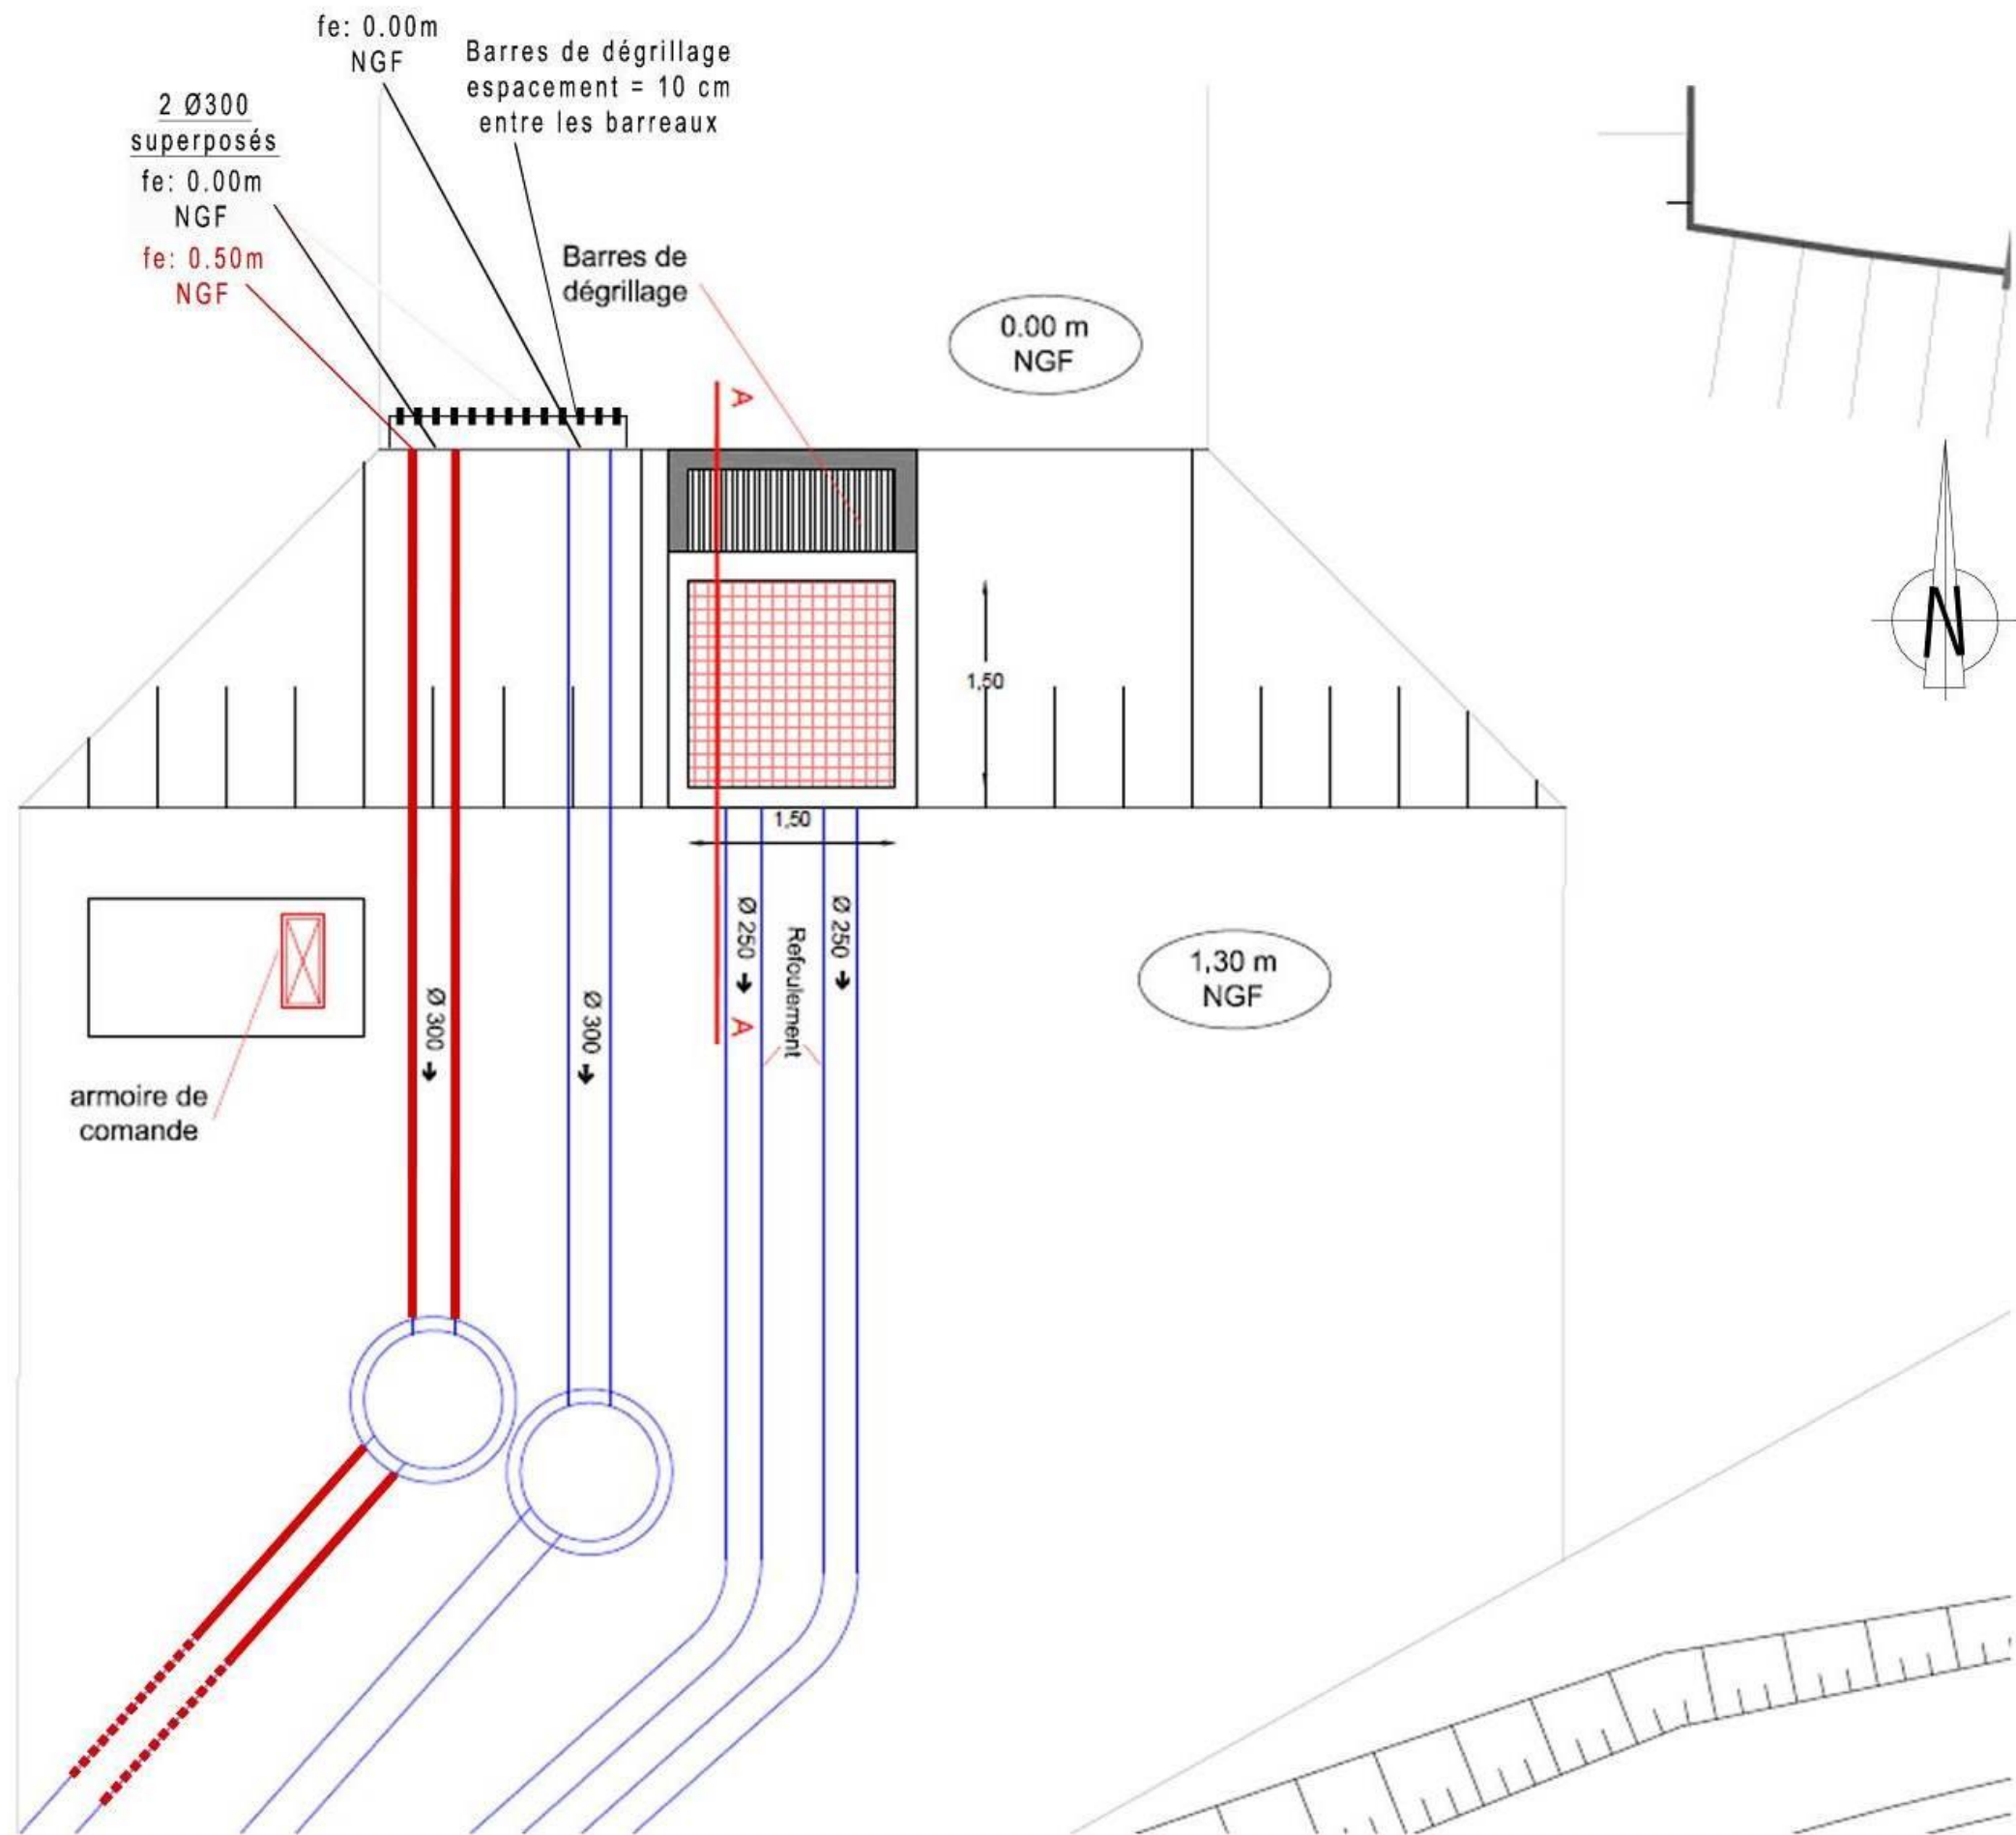 fe: 0.00m
NGF
Barres de dégrillage
espacement = 10 cm
entre les barreaux
2 Ø300
superposés
fe: 0.00m
NGF
fe: 0.50m
NGF
Barres de
dégrillage
0.00 m
NGF
A
N
1,50
1,50
Ø 250
Refoulement
Ø 250
A
1,30 m
NGF
Ø 300
Ø 300
armoire de
comande